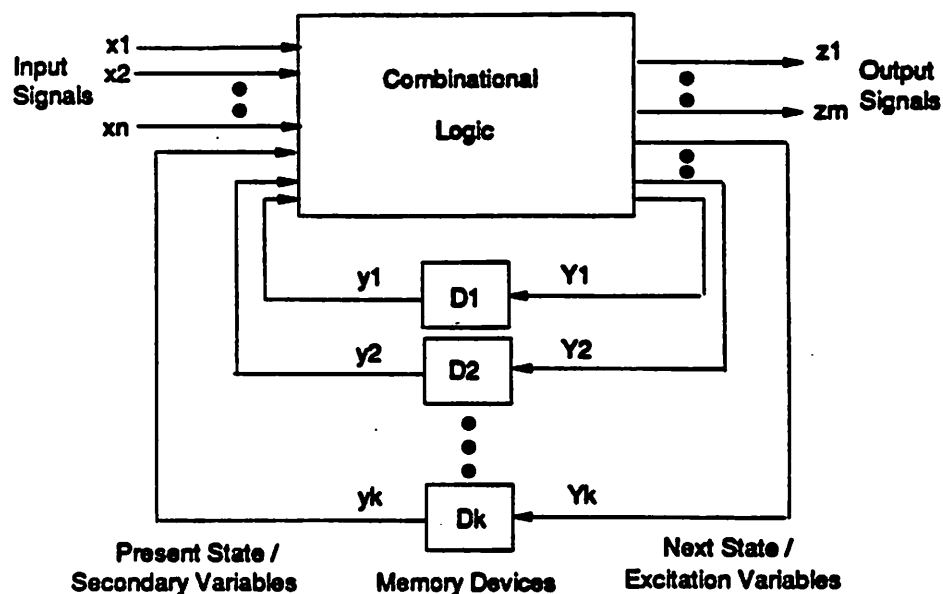 x1
Input
Signals
x2
xn
Combinational
Logic
z1
Output
Signals
zm
y1
D1
Y1
y2
D2
Y2
yk
Dk
Yk
Present State /
Secondary Variables
Memory Devices
Next State /
Excitation Variables